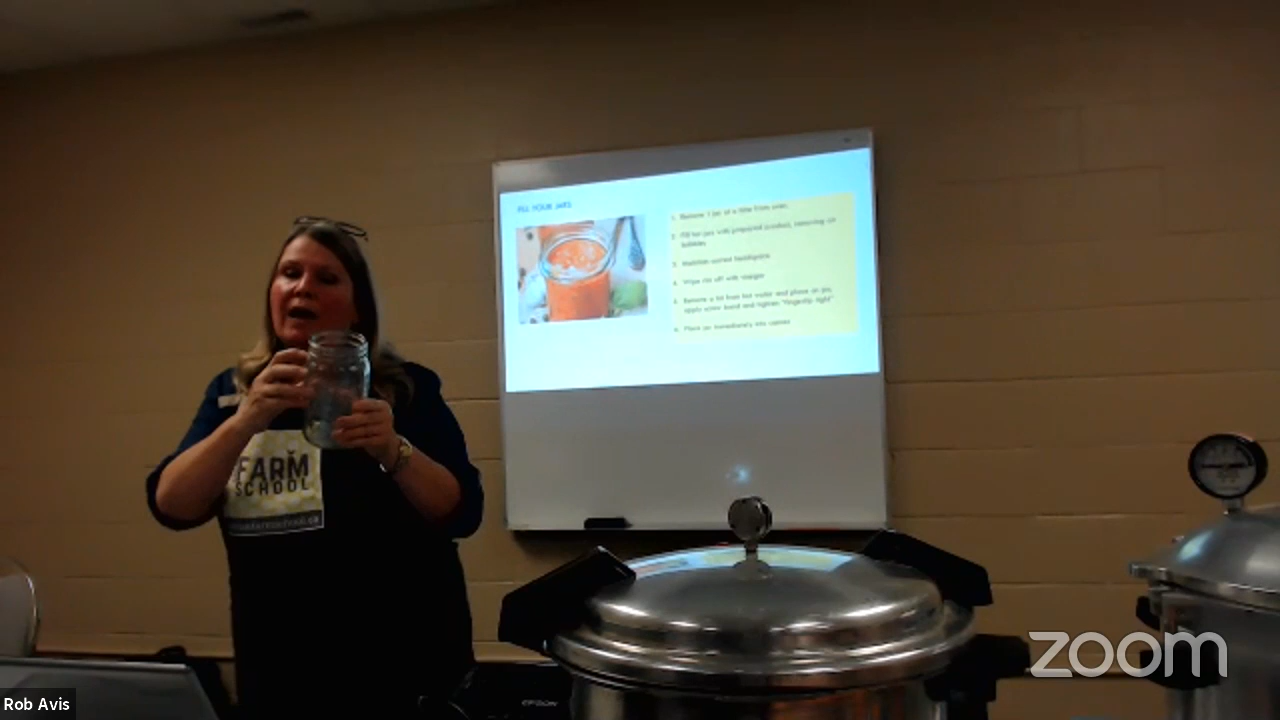 FILL YOUR JARS
1. Remove 1 jar at a time from oven.
2. Fill hot jars with prepared product, removing air
bubbles
3. Maintain correct headspace
4. Wipe rim off with vinegar
5. Remove a lid from hot water and place on jar,
apply screw band and tighten "fingertip tight"
6. Place jar immediately into canner
FARM
SCHOOL
EPSON
zoom
Rob Avis